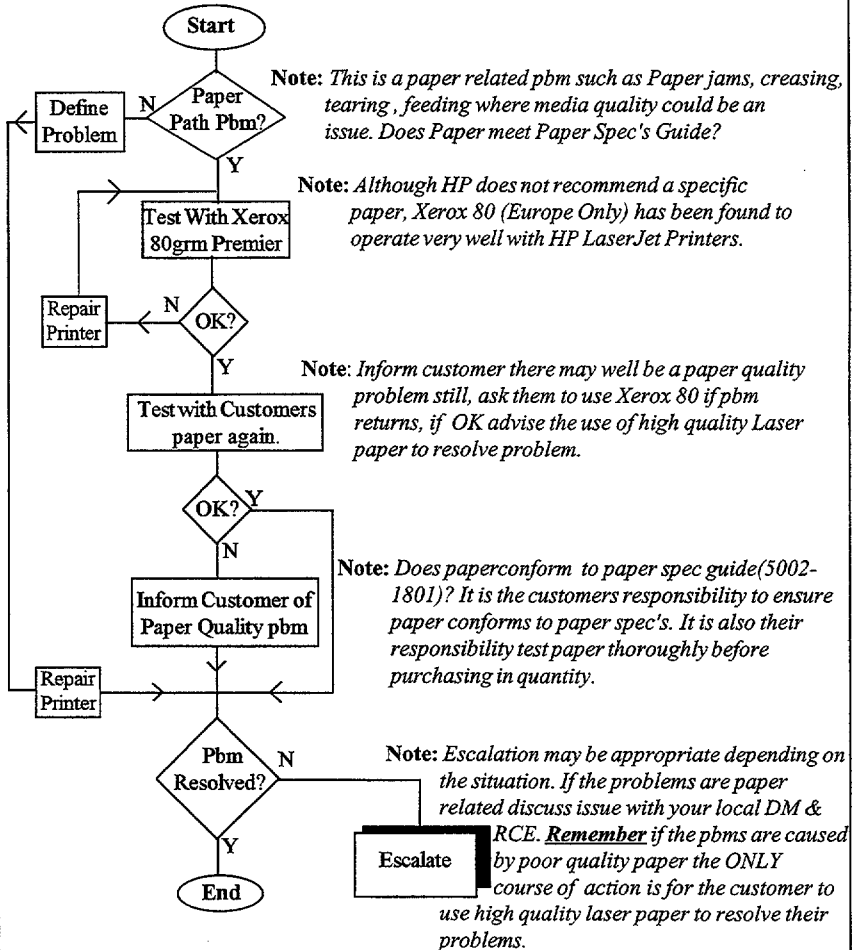 Start
Note: This is a paper related pbm such as Paper jams, creasing,
tearing , feeding where media quality could be an
issue. Does Paper meet Paper Spec's Guide?
Define
Problem
N
Paper
Path Pbm?
Y
Note: Although HP does not recommend a specific
paper, Xerox 80 (Europe Only) has been found to
operate very well with HP LaserJet Printers.
Test With Xerox
80grm Premier
Repair
Printer
N
OK?
Y
Note: Inform customer there may well be a paper quality
problem still, ask them to use Xerox 80 if pbm
returns, if OK advise the use of high quality Laser
paper to resolve problem.
Test with Customers
paper again.
OK?
Y
N
Note: Does paperconform to paper spec guide(5002-
1801)? It is the customers responsibility to ensure
paper conforms to paper spec's. It is also their
responsibility test paper thoroughly before
purchasing in quantity.
Inform Customer of
Paper Quality pbm
Repair
Printer
Pbm
Resolved?
N
Y
Note: Escalation may be appropriate depending on
the situation. If the problems are paper
related discuss issue with your local DM &
RCE. Remember if the pbms are caused
by poor quality paper the ONLY
course of action is for the customer to
use high quality laser paper to resolve their
problems.
Escalate
End